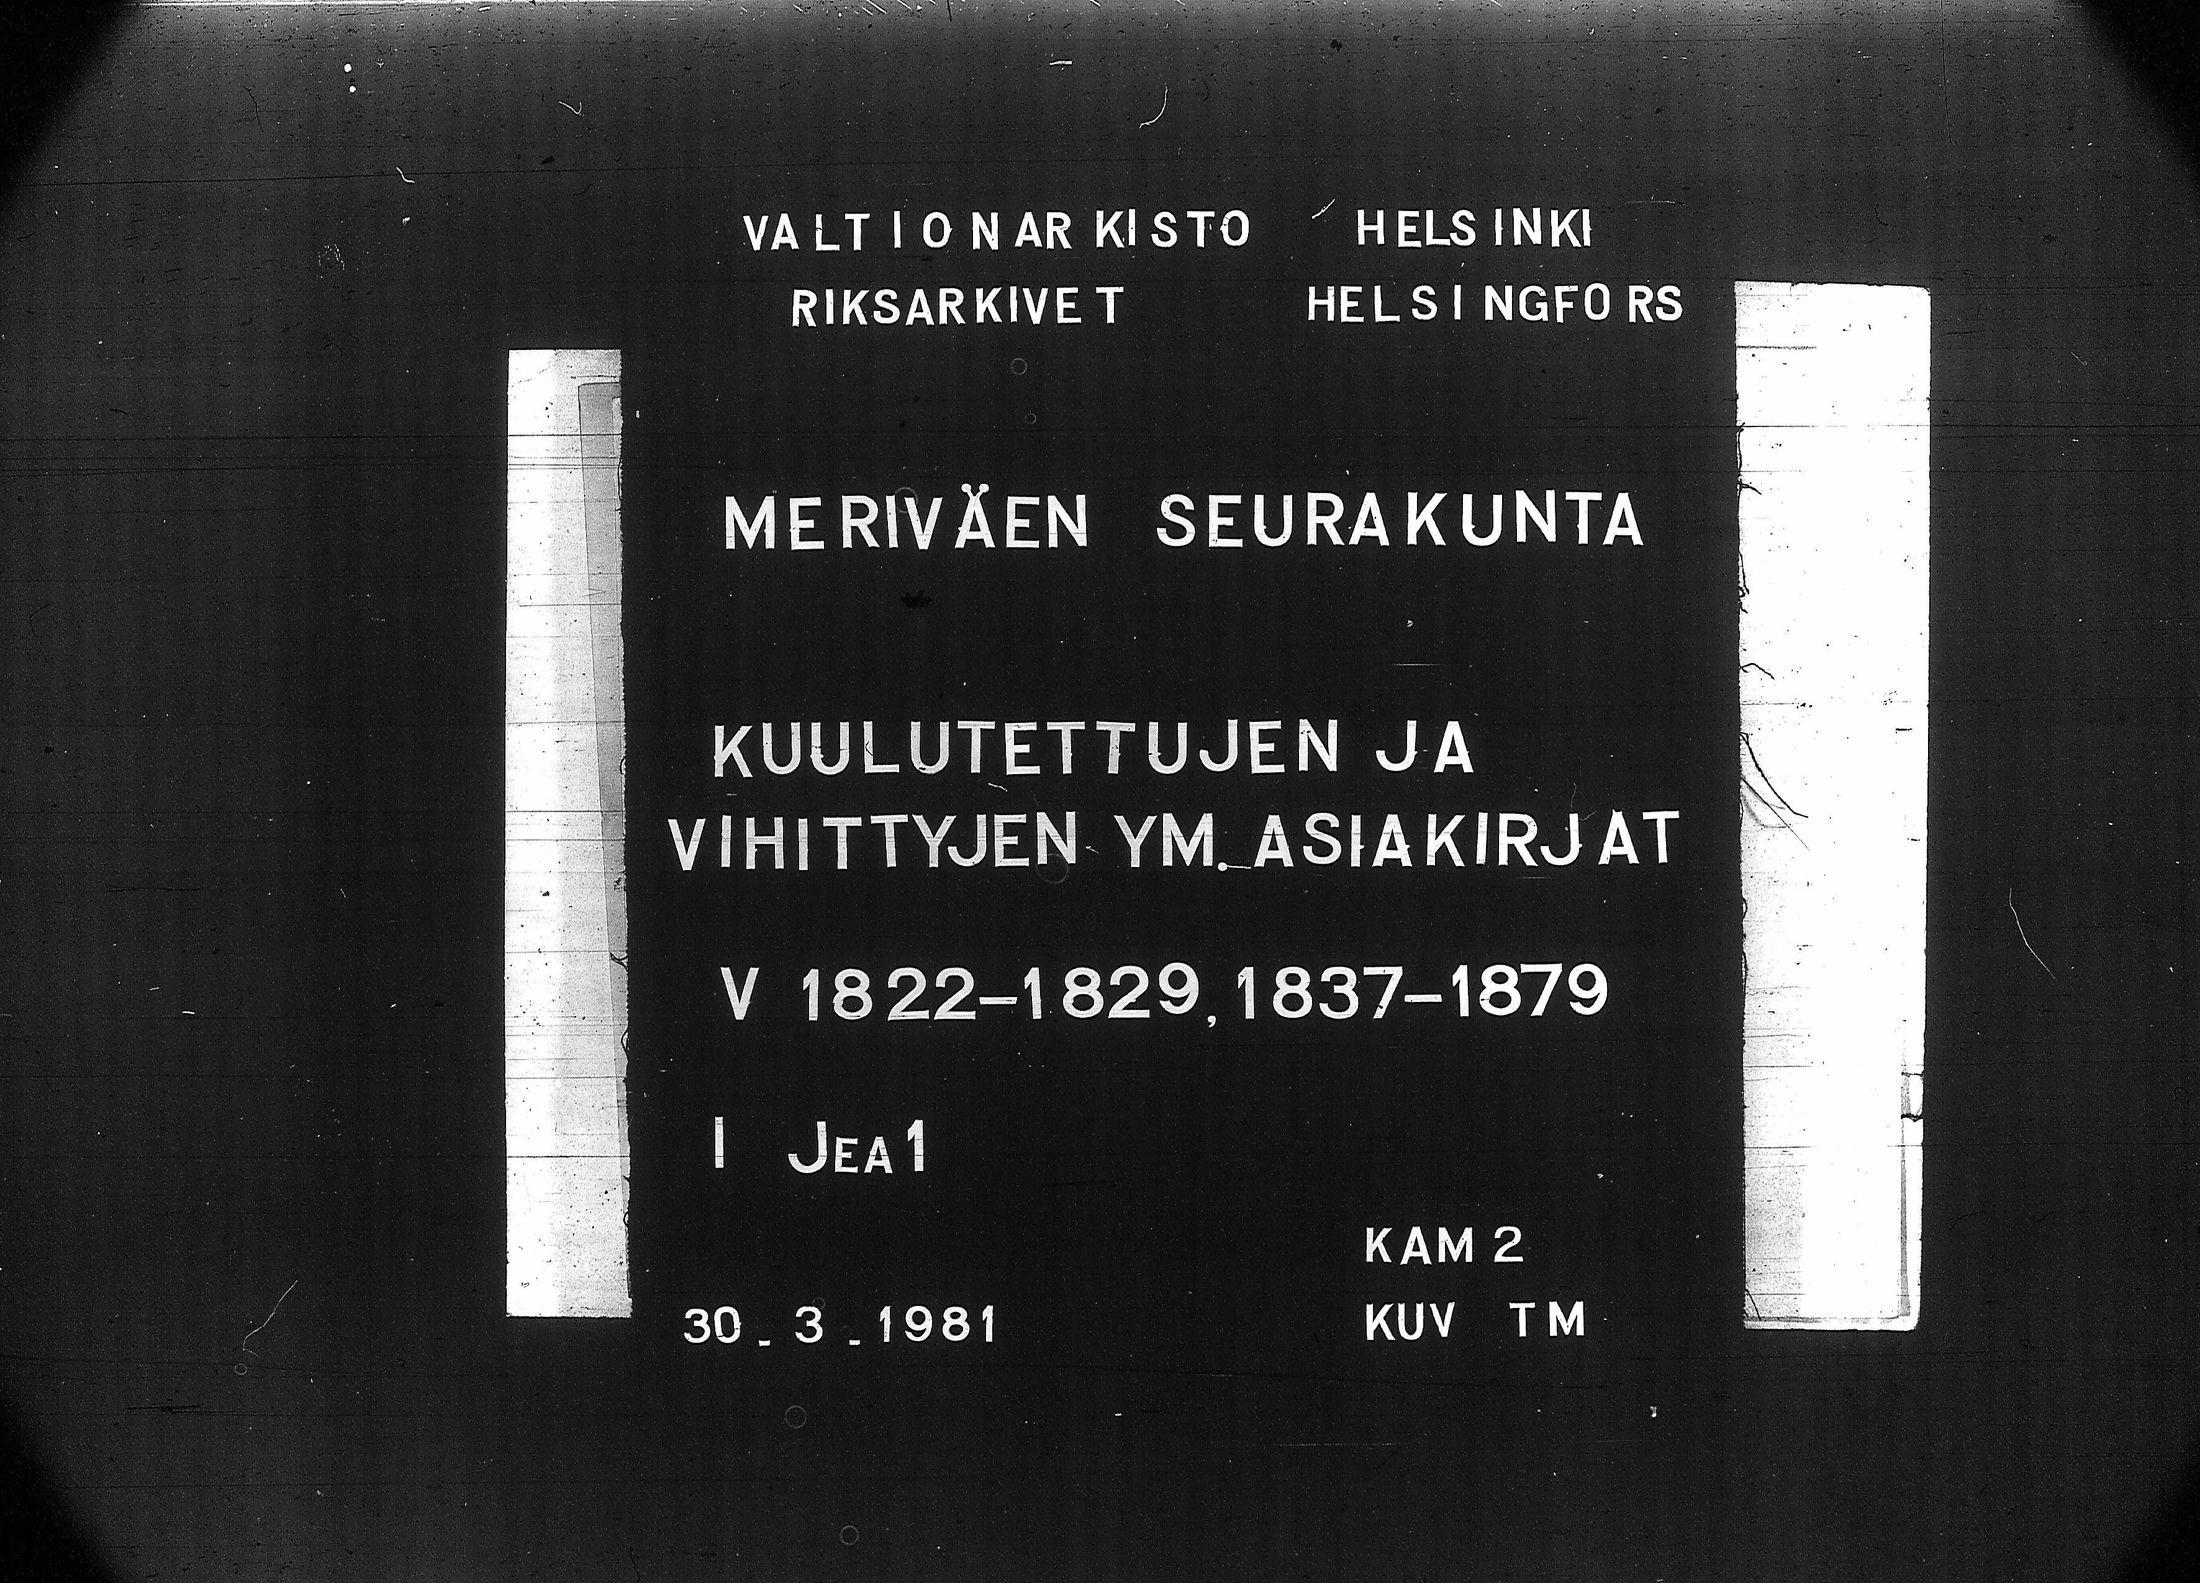 VALTIONARKISTO HELSINKI
RIKSARKIVET HELSINGFORS
MERIVÄEN SEURAKUNTA
KUULUTETTUJEN JA
VIHITTYJEN YM. ASIAKIRJAT
V 1822-1829, 1837-1879
I JEA1
KAM 2
30. 3. 1981 KUV TM